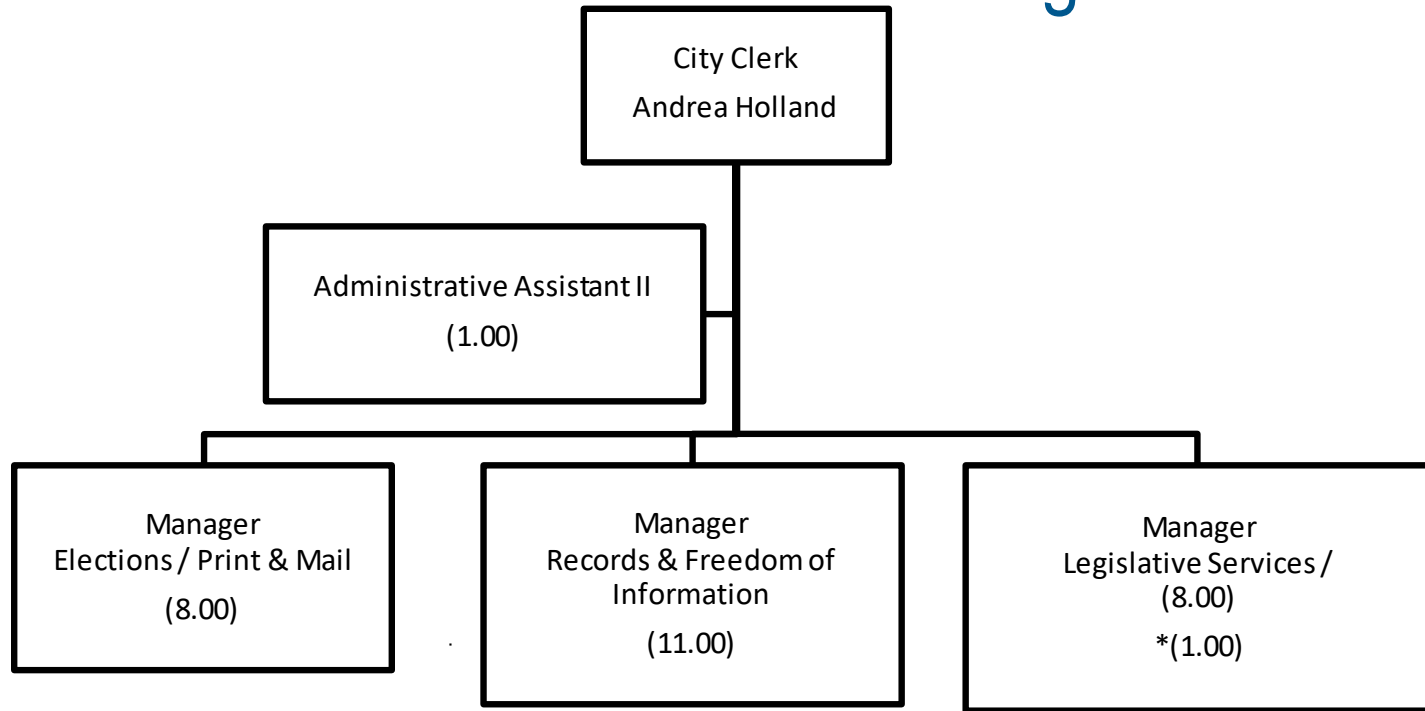 City Clerk
Andrea Holland
Administrative Assistant II
(1.00)
Manager
Elections / Print & Mail
(8.00)
Manager
Records & Freedom of
Information
(11.00)
Manager
Legislative Services /
(8.00)
*(1.00)